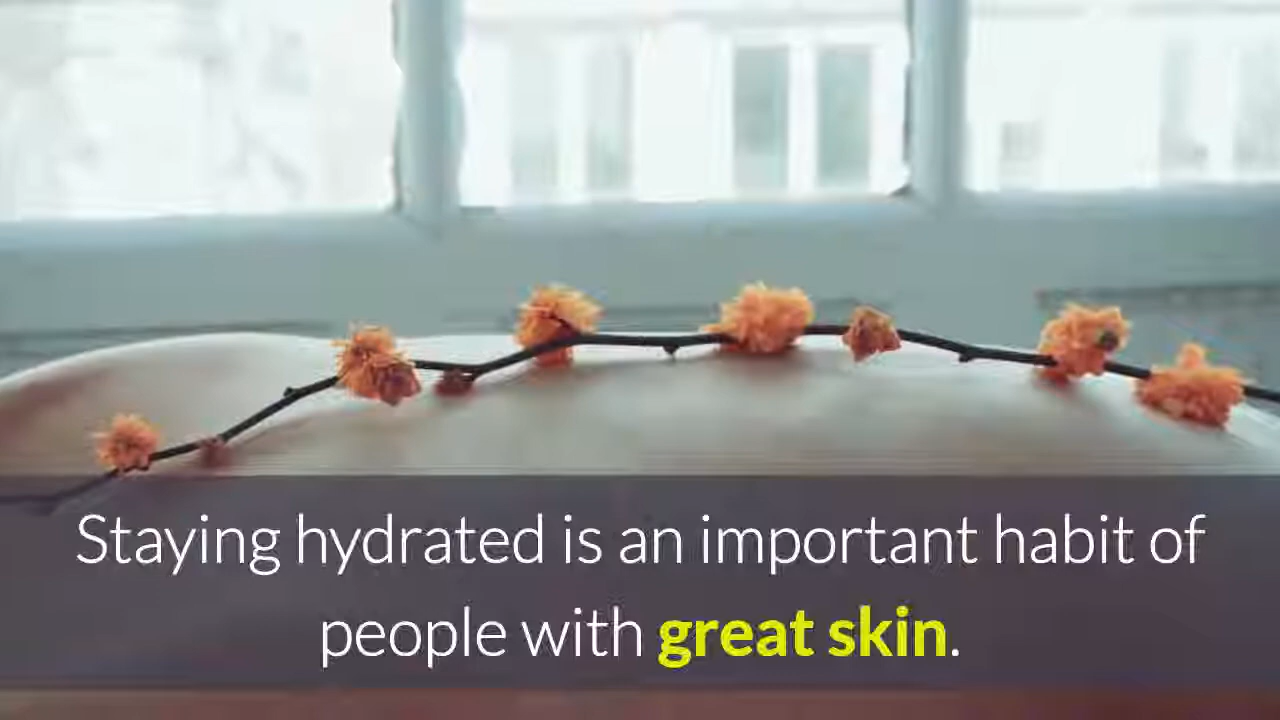 Staying hydrated is an important habit of
people with great skin.